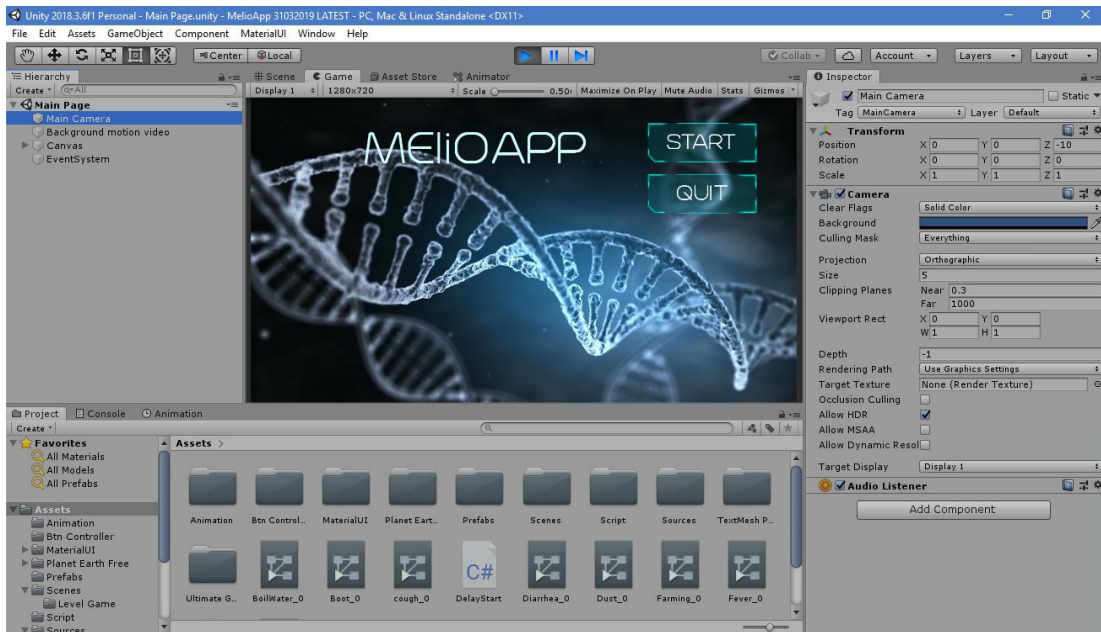 Unity 2018.3.6f1 Personal - Main Page.unity - MelioApp 31032019 LATEST - PC, Mac & Linux Standalone <DX11>
File Edit Assets GameObject Component MaterialUI Window Help
Center Local Collab Account Layers Layout
Hierarchy
Create All
Main Page
Main Camera
Background motion video
Canvas
EventSystem
Scene Game Asset Store Animator
Display 1 1280x720 Scale Maximize On Play Mute Audio Stats Gizmos
MEliOAPP
START
QUIT
Inspector
Main Camera Static
Tag MainCamera Layer Default
Transform
Position X 0 Y 0 Z -10
Rotation X 0 Y 0 Z 0
Scale X 1 Y 1 Z 1
Camera
Clear Flags Solid Color
Background
Culling Mask Everything
Projection Orthographic
Size 5
Clipping Planes Near 0.3
Far 1000
Viewport Rect X 0 Y 0
W 1 H 1
Depth -1
Rendering Path Use Graphics Settings
Target Texture None (Render Texture)
Occlusion Culling
Allow HDR
Allow MSAA
Allow Dynamic Resol
Target Display Display 1
Audio Listener
Add Component
Project Console Animation
Create
Favorites
All Materials
All Models
All Prefabs
Assets
Animation
Btn Controller
MaterialUI
Planet Earth Free
Prefabs
Scenes
Level Game
Script
Sources
Assets >
Animation Btn Control... MaterialUI Planet Eart... Prefabs Scenes Script Sources TextMesh P...
C#
Ultimate G... BoilWater_0 Boot_0 cough_0 DelayStart Diarrhea_0 Dust_0 Farming_0 Fever_0